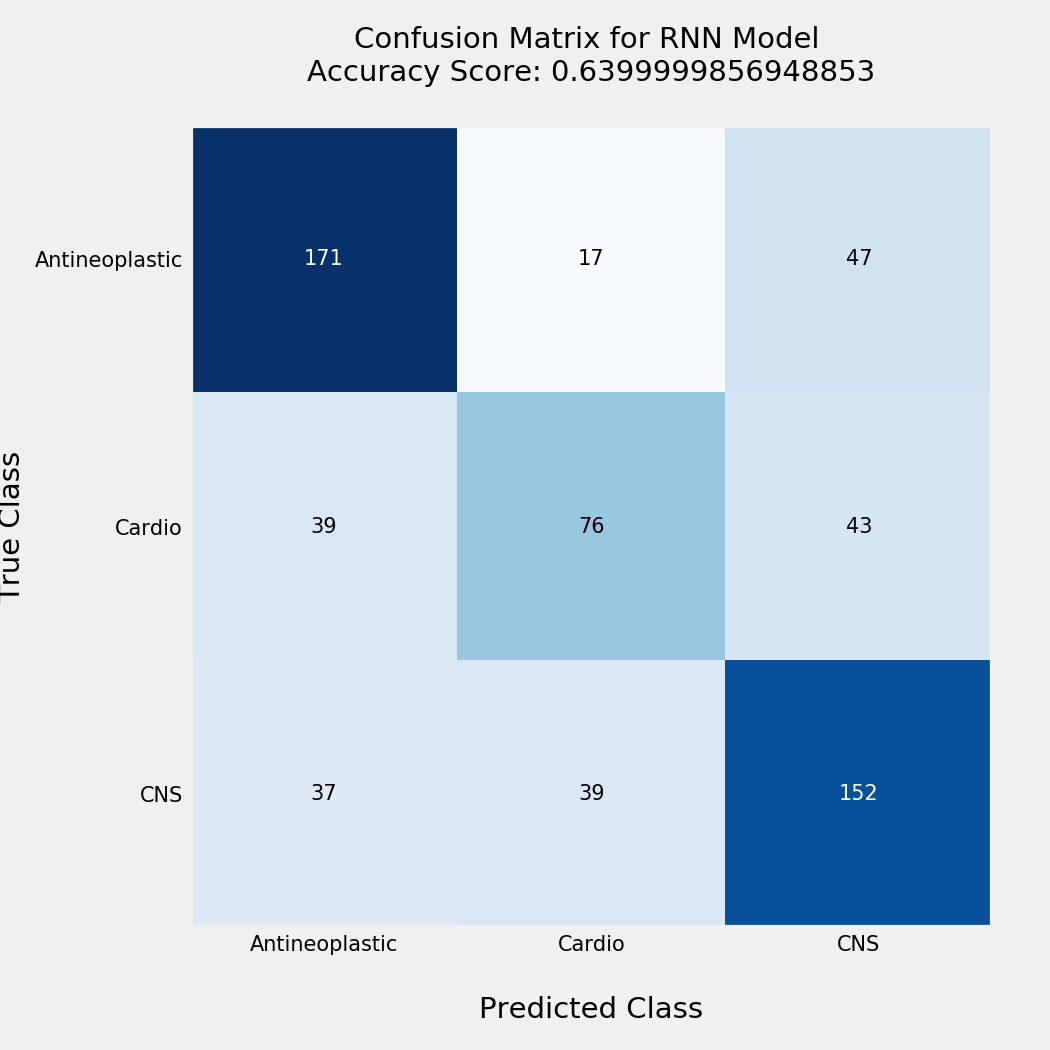 Confusion Matrix for RNN Model
Accuracy Score: 0.6399999856948853
Antineoplastic
171
17
47
True Class
Cardio
39
76
43
CNS
37
39
152
Antineoplastic
Cardio
CNS
Predicted Class